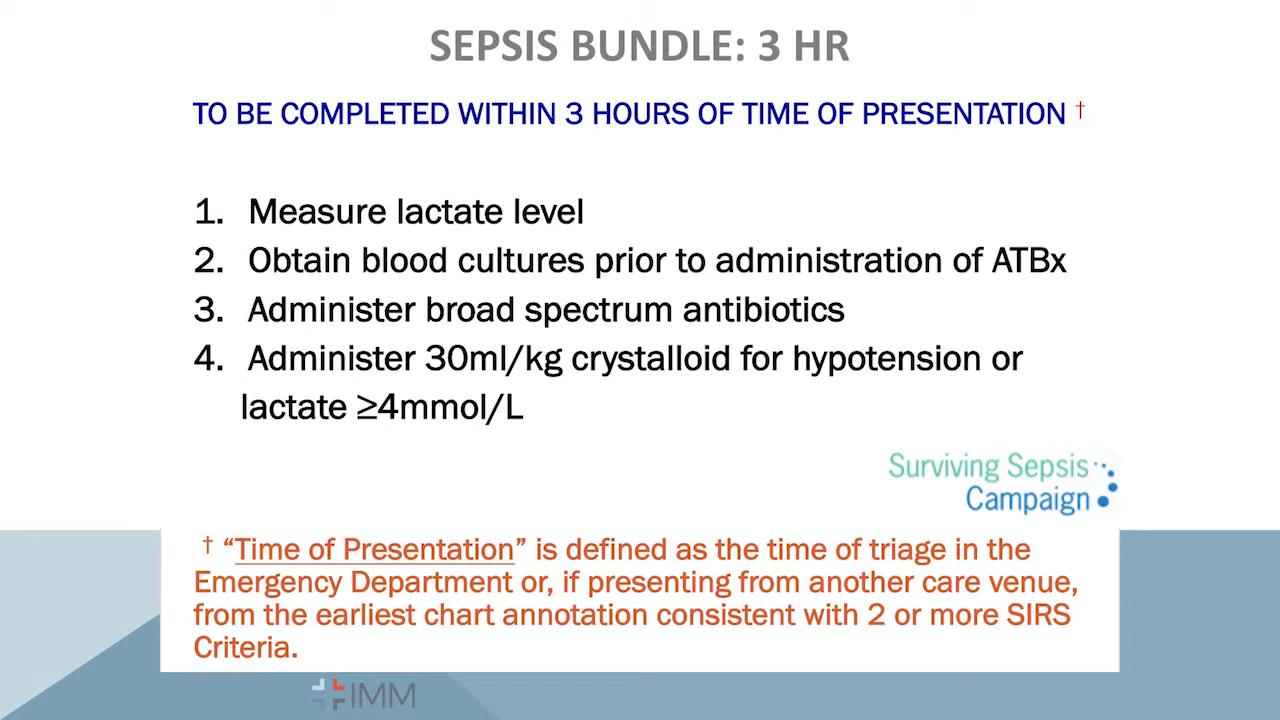 SEPSIS BUNDLE: 3 HR
TO BE COMPLETED WITHIN 3 HOURS OF TIME OF PRESENTATION †
1. Measure lactate level
2. Obtain blood cultures prior to administration of ATBx
3. Administer broad spectrum antibiotics
4. Administer 30ml/kg crystalloid for hypotension or
lactate ≥4mmol/L
Surviving Sepsis
Campaign
† “Time of Presentation” is defined as the time of triage in the
Emergency Department or, if presenting from another care venue,
from the earliest chart annotation consistent with 2 or more SIRS
Criteria.
IMM